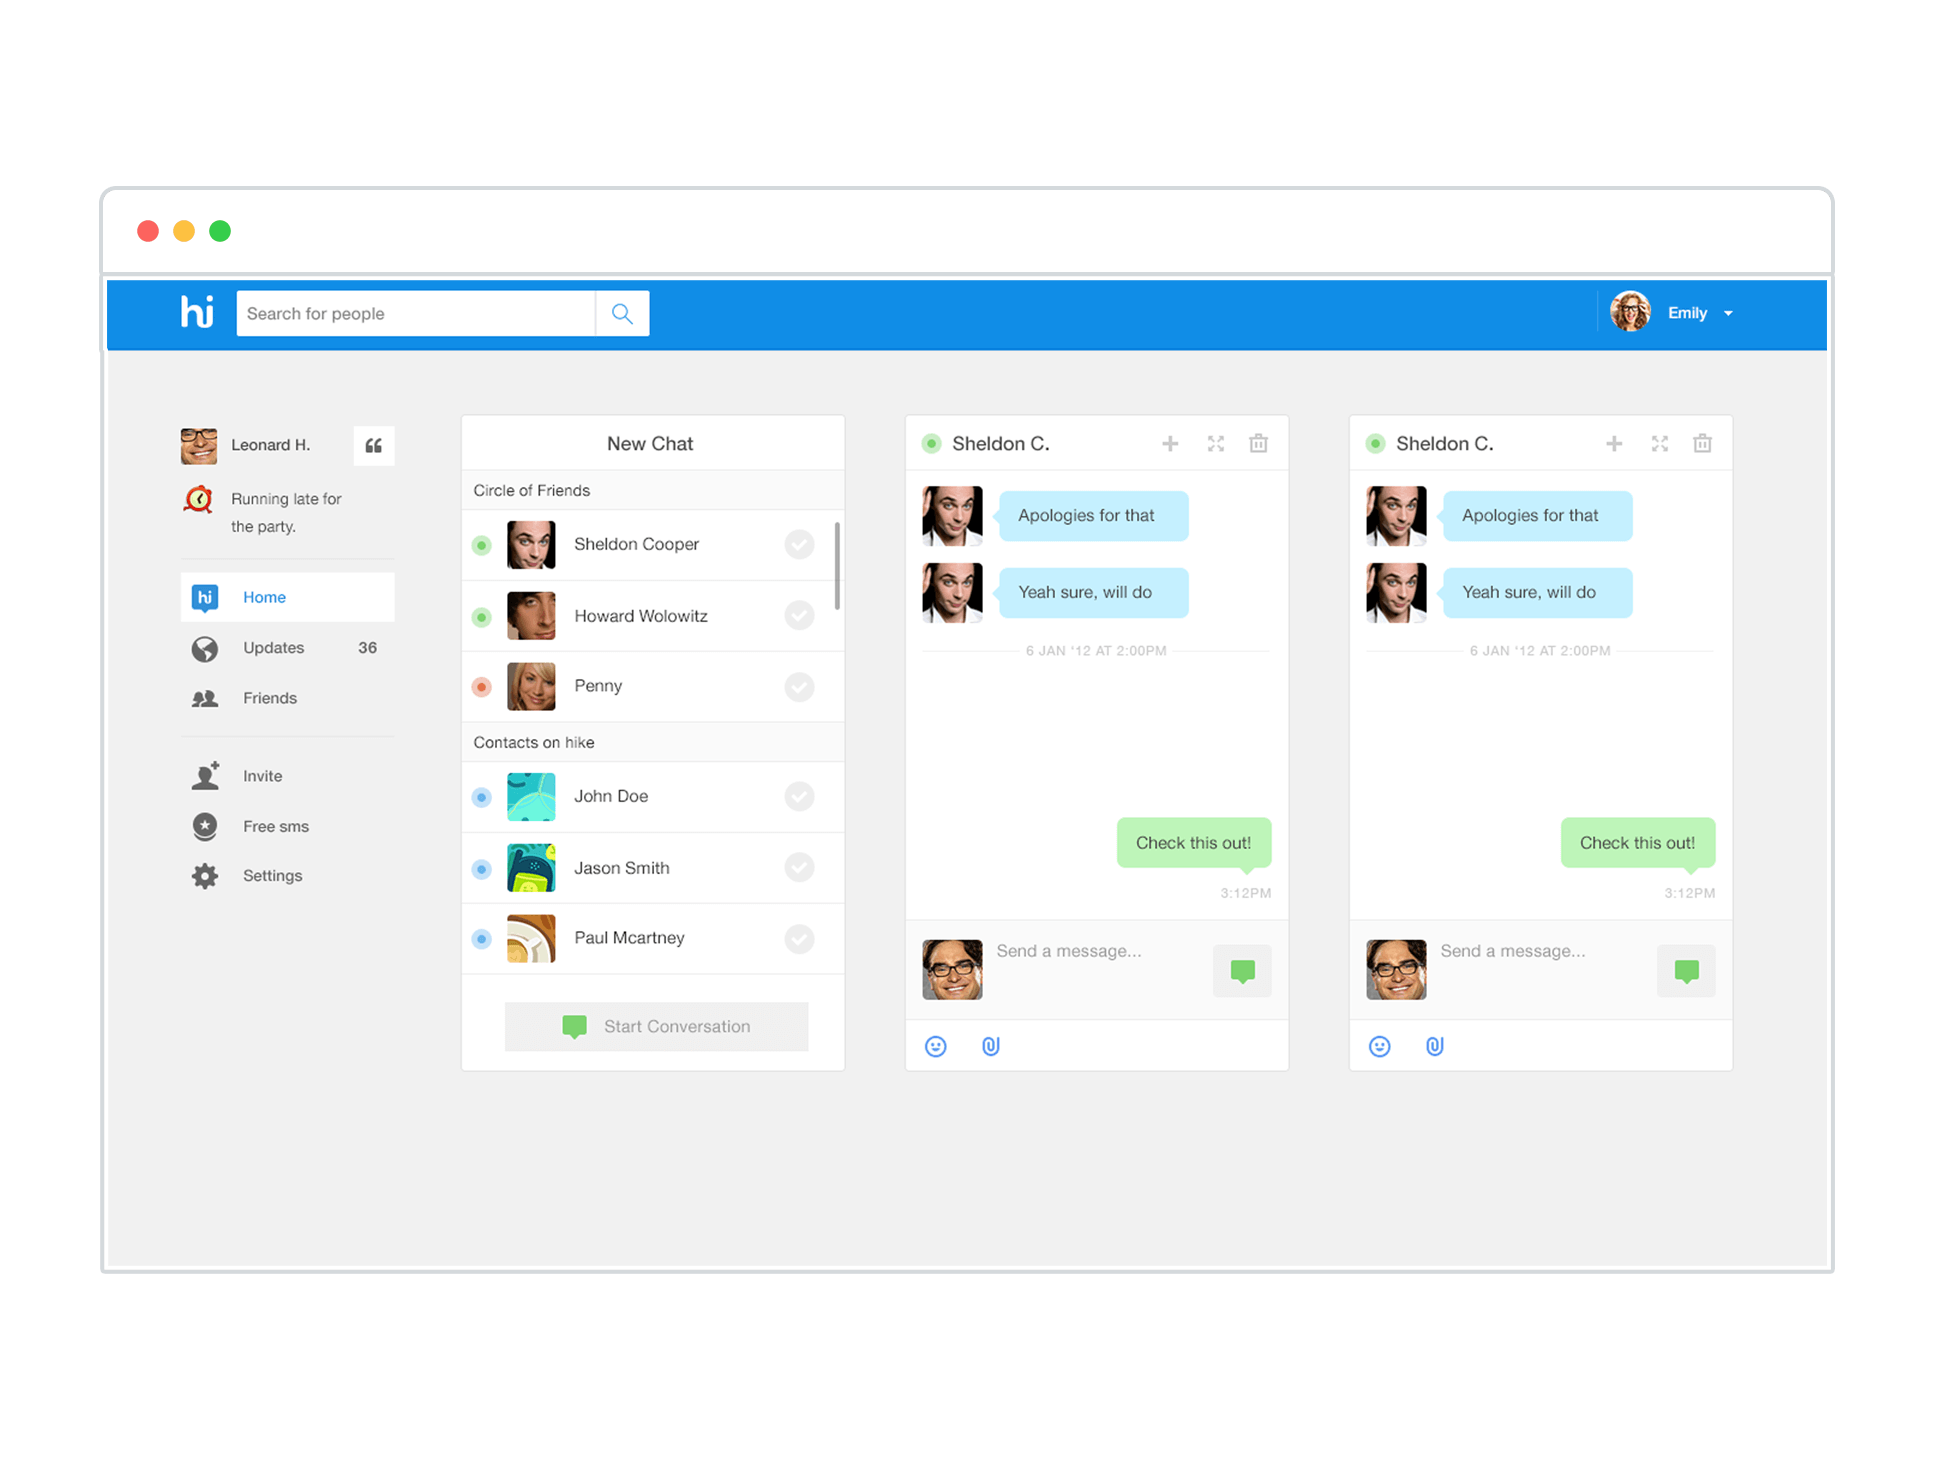 hi
Search for people
Emily
Leonard H.
“
Running late for
the party.
hi
Home
Updates 36
Friends
Invite
Free sms
Settings
New Chat
Circle of Friends
Sheldon Cooper
Howard Wolowitz
Penny
Contacts on hike
John Doe
Jason Smith
Paul Mcartney
Start Conversation
Sheldon C.
Apologies for that
Yeah sure, will do
6 JAN ‘12 AT 2:00PM
Check this out!
3:12PM
Send a message...
Sheldon C.
Apologies for that
Yeah sure, will do
6 JAN ‘12 AT 2:00PM
Check this out!
3:12PM
Send a message...